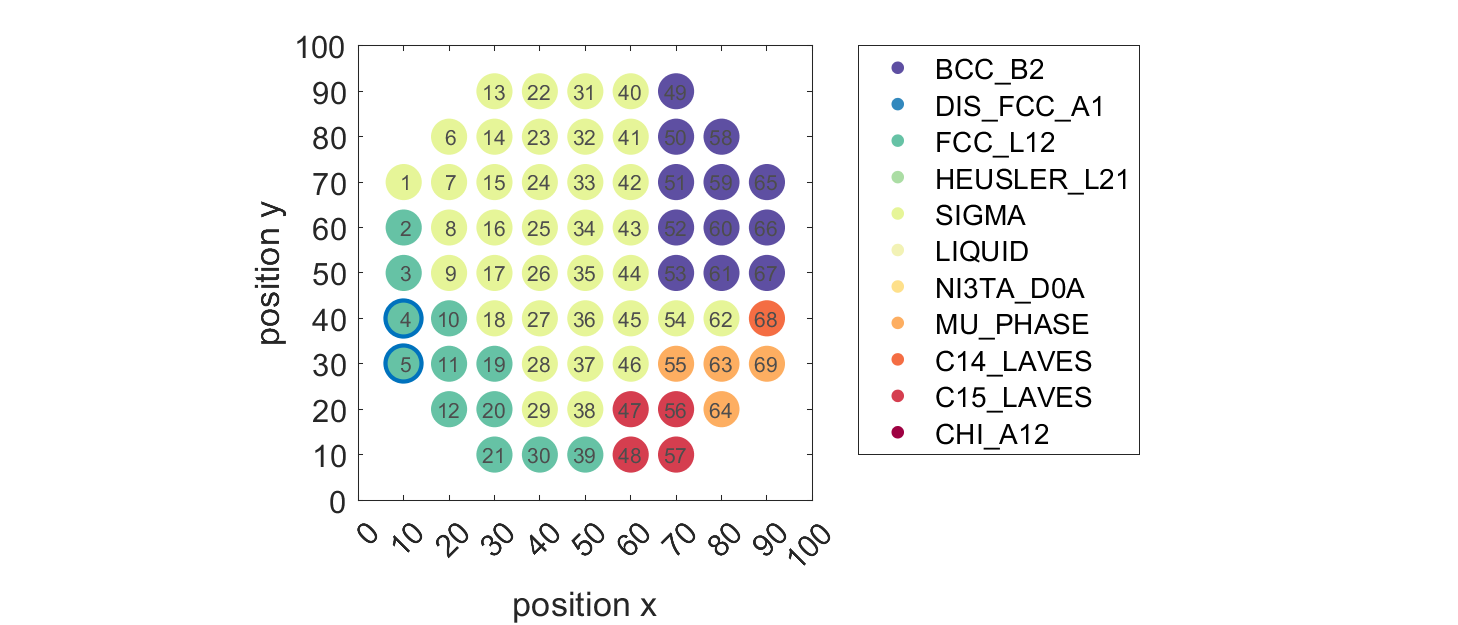 100
90
80
70
60
50
40
30
20
10
0
position y
13 22 31 40 49
6 14 23 32 41 50 58
1 7 15 24 33 42 51 59 65
2 8 16 25 34 43 52 60 66
3 9 17 26 35 44 53 61 67
4 10 18 27 36 45 54 62 68
5 11 19 28 37 46 55 63 69
12 20 29 38 47 56 64
21 30 39 48 57
0 10 20 30 40 50 60 70 80 90 100
position x
BCC_B2
DIS_FCC_A1
FCC_L12
HEUSLER_L21
SIGMA
LIQUID
NI3TA_D0A
MU_PHASE
C14_LAVES
C15_LAVES
CHI_A12